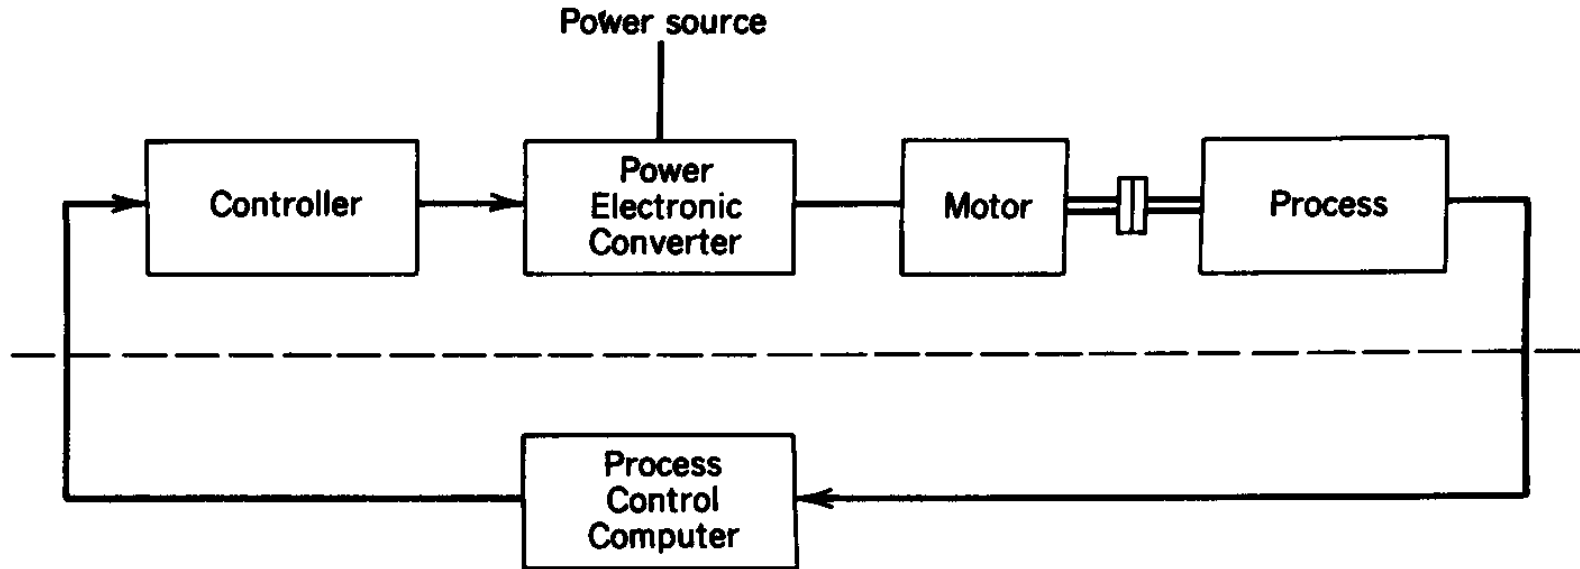 Power source
Controller
Power
Electronic
Converter
Motor
Process
Process
Control
Computer